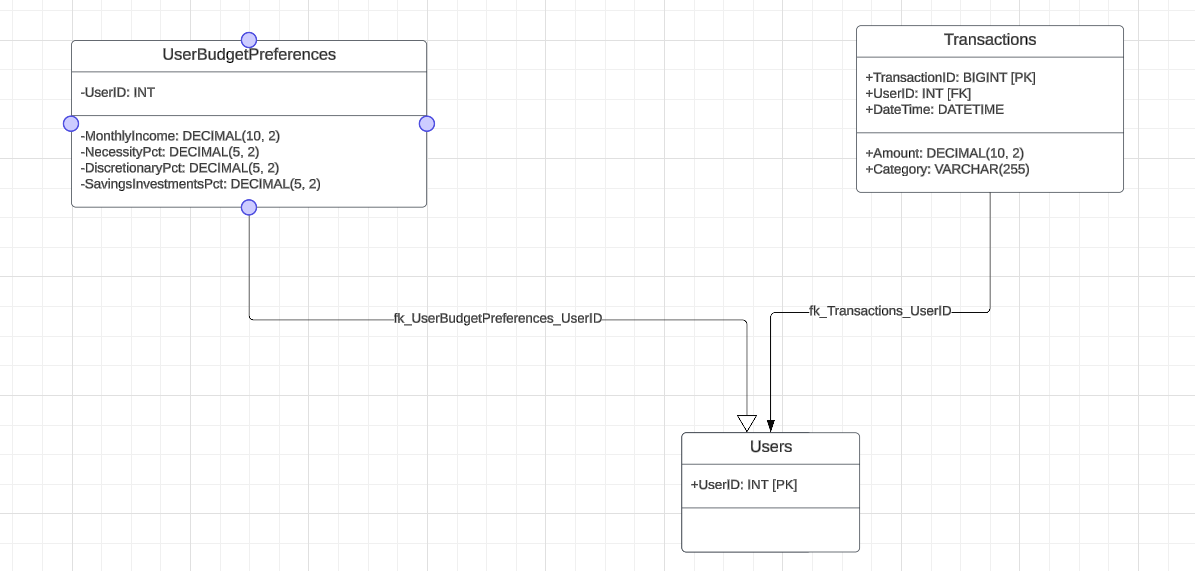 UserBudgetPreferences
-UserID: INT
-MonthlyIncome: DECIMAL(10, 2)
-NecessityPct: DECIMAL(5, 2)
-DiscretionaryPct: DECIMAL(5, 2)
-SavingsInvestmentsPct: DECIMAL(5, 2)
Transactions
+TransactionID: BIGINT [PK]
+UserID: INT [FK]
+DateTime: DATETIME
+Amount: DECIMAL(10, 2)
+Category: VARCHAR(255)
fk_UserBudgetPreferences_UserID
fk_Transactions_UserID
Users
+UserID: INT [PK]